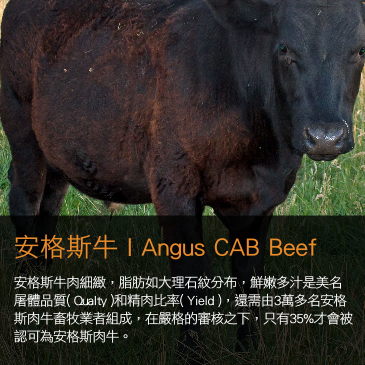 安格斯牛 I Angus CAB Beef
安格斯牛肉細緻，脂肪如大理石紋分布，鮮嫩多汁是美名
屠體品質( Qualty )和精肉比率( Yield )，還需由3萬多名安格
斯肉牛畜牧業者組成，在嚴格的審核之下，只有35%才會被
認可為安格斯肉牛。